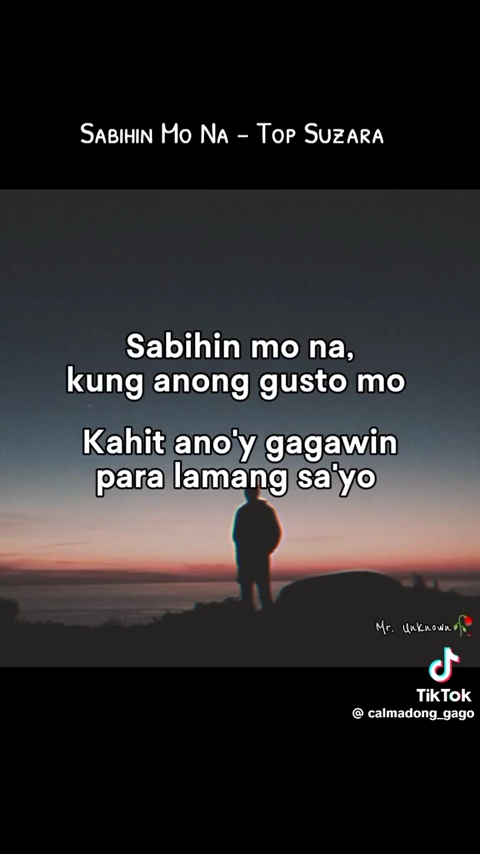 Sabihin Mo Na - Top Suzara
Sabihin mo na,
kung anong gusto mo
Kahit ano'y gagawin
para lamang sa'yo
Mr. Unknown
TikTok
@ calmadong_gago